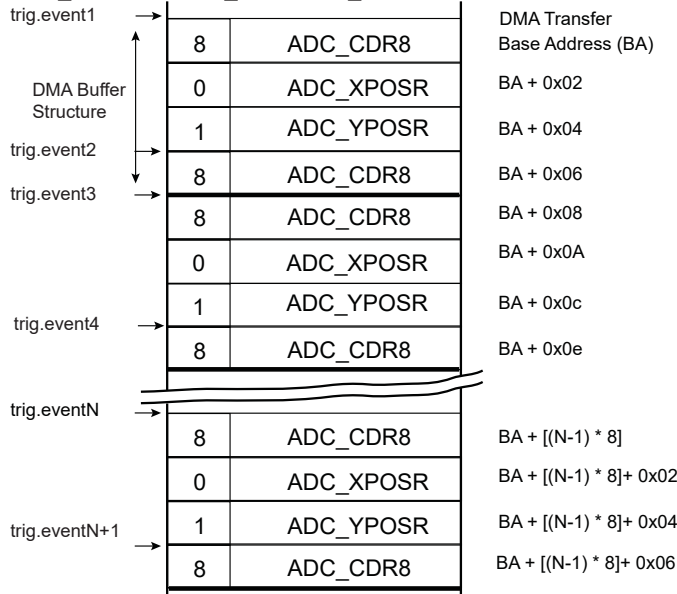 trig.event1
DMA Transfer
8 ADC_CDR8 Base Address (BA)
DMA Buffer
Structure
0 ADC_XPOSR BA + 0x02
1 ADC_YPOSR BA + 0x04
trig.event2
8 ADC_CDR8 BA + 0x06
trig.event3
8 ADC_CDR8 BA + 0x08
0 ADC_XPOSR BA + 0x0A
1 ADC_YPOSR BA + 0x0c
trig.event4
8 ADC_CDR8 BA + 0x0e
trig.eventN
8 ADC_CDR8 BA + [(N-1) * 8]
0 ADC_XPOSR BA + [(N-1) * 8]+ 0x02
1 ADC_YPOSR BA + [(N-1) * 8]+ 0x04
trig.eventN+1
8 ADC_CDR8 BA + [(N-1) * 8]+ 0x06